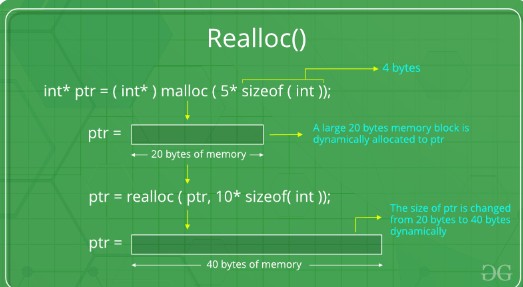 Realloc()
4 bytes
int* ptr = ( int* ) malloc ( 5* sizeof ( int ));
ptr =
A large 20 bytes memory block is
dynamically allocated to ptr
20 bytes of memory
ptr = realloc ( ptr, 10* sizeof( int ));
The size of ptr is changed
from 20 bytes to 40 bytes
dynamically
ptr =
40 bytes of memory